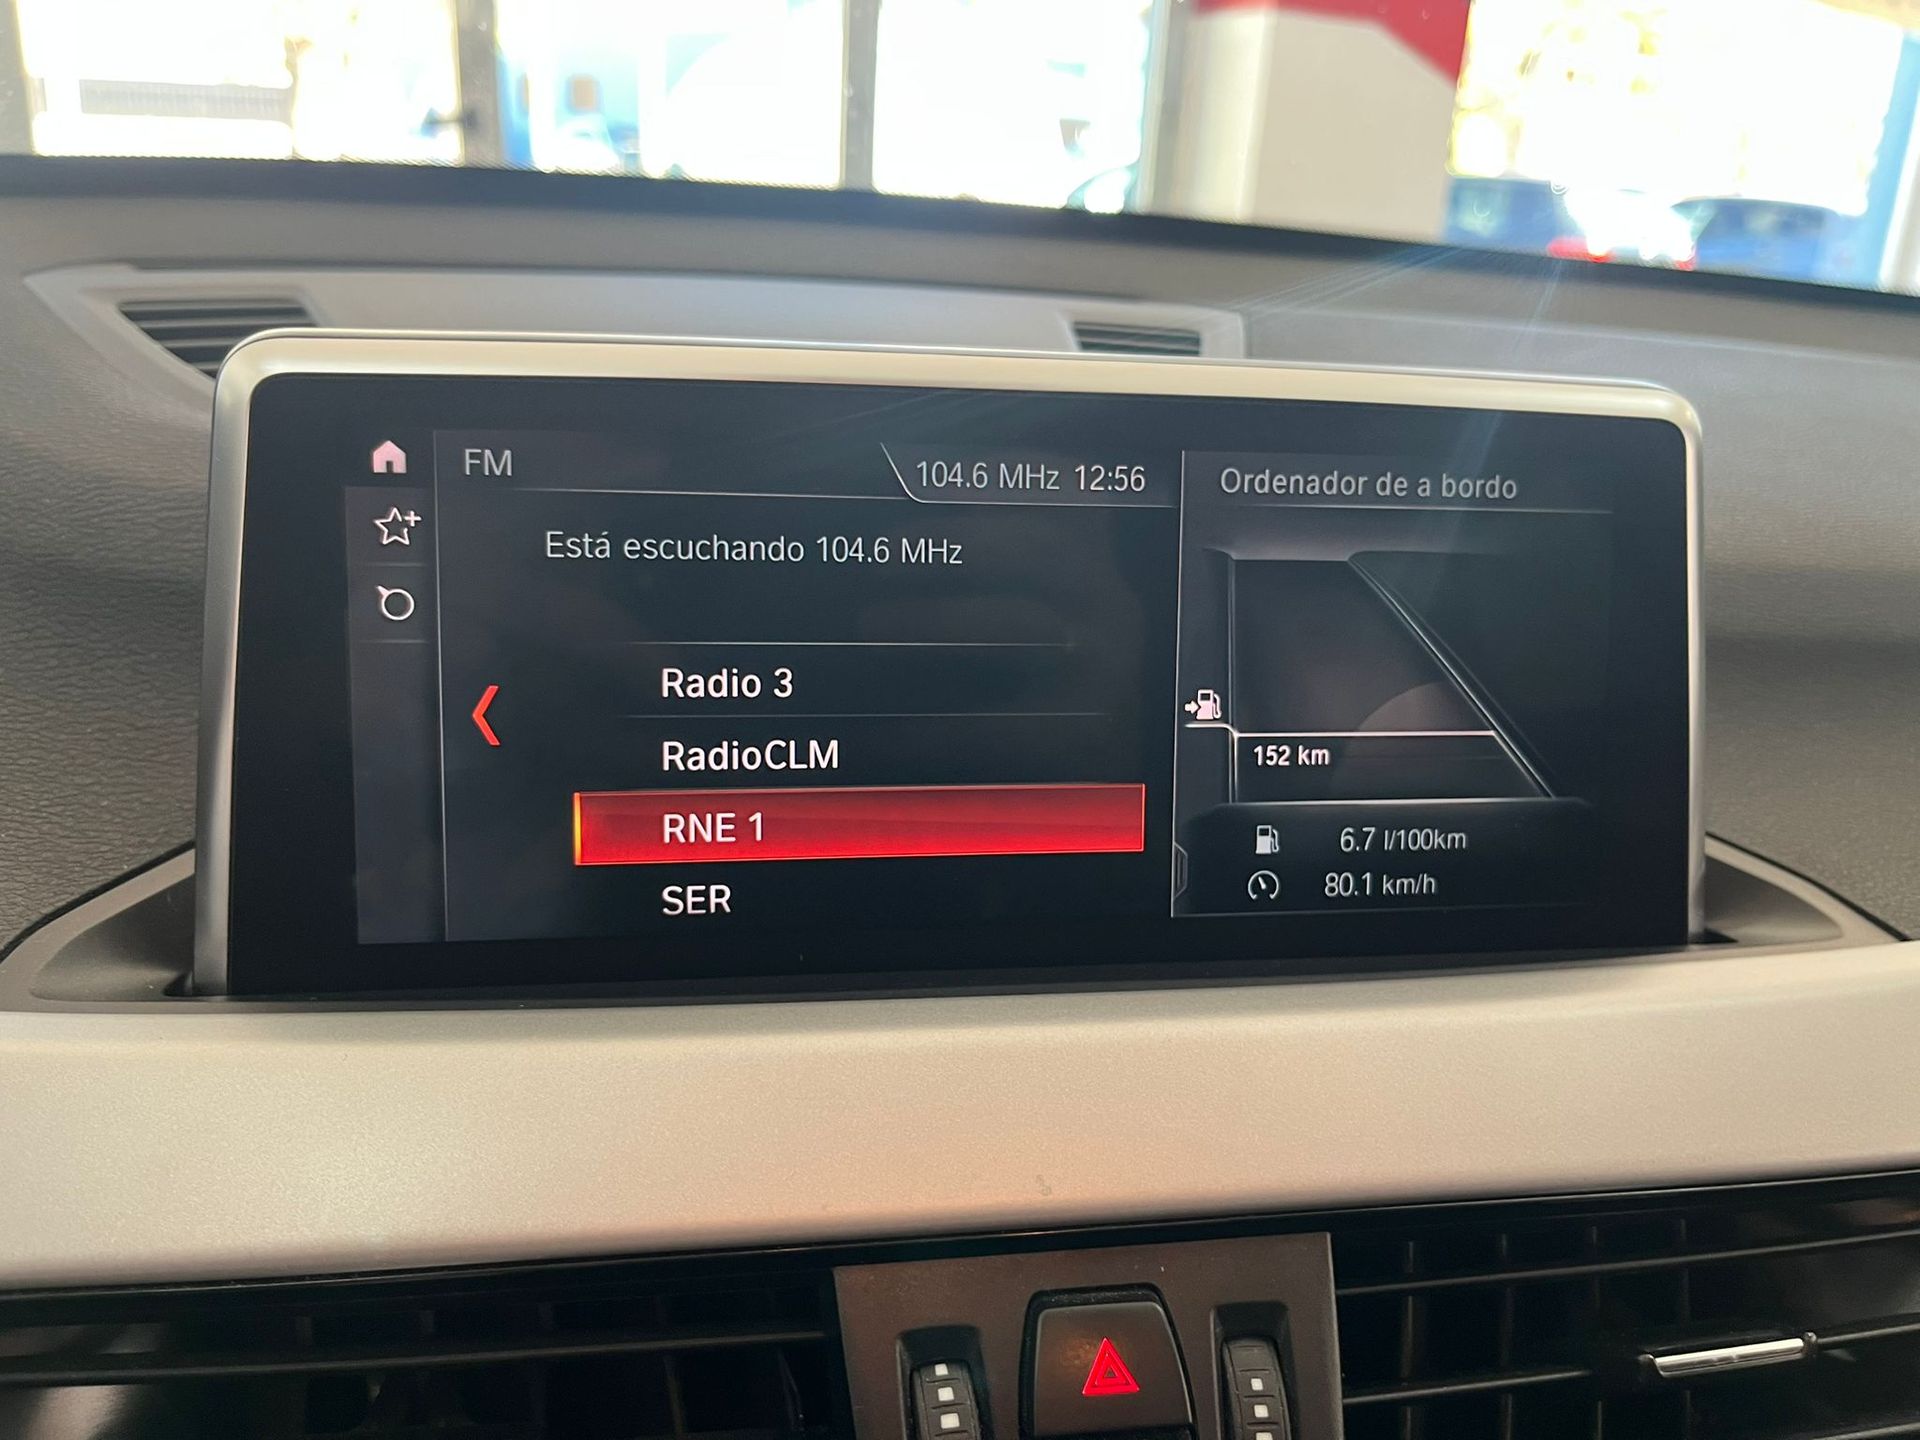 FM
104.6 MHz 12:56
Está escuchando 104.6 MHz
Radio 3
RadioCLM
RNE 1
SER
Ordenador de a bordo
152 km
6.7 l/100km
80.1 km/h